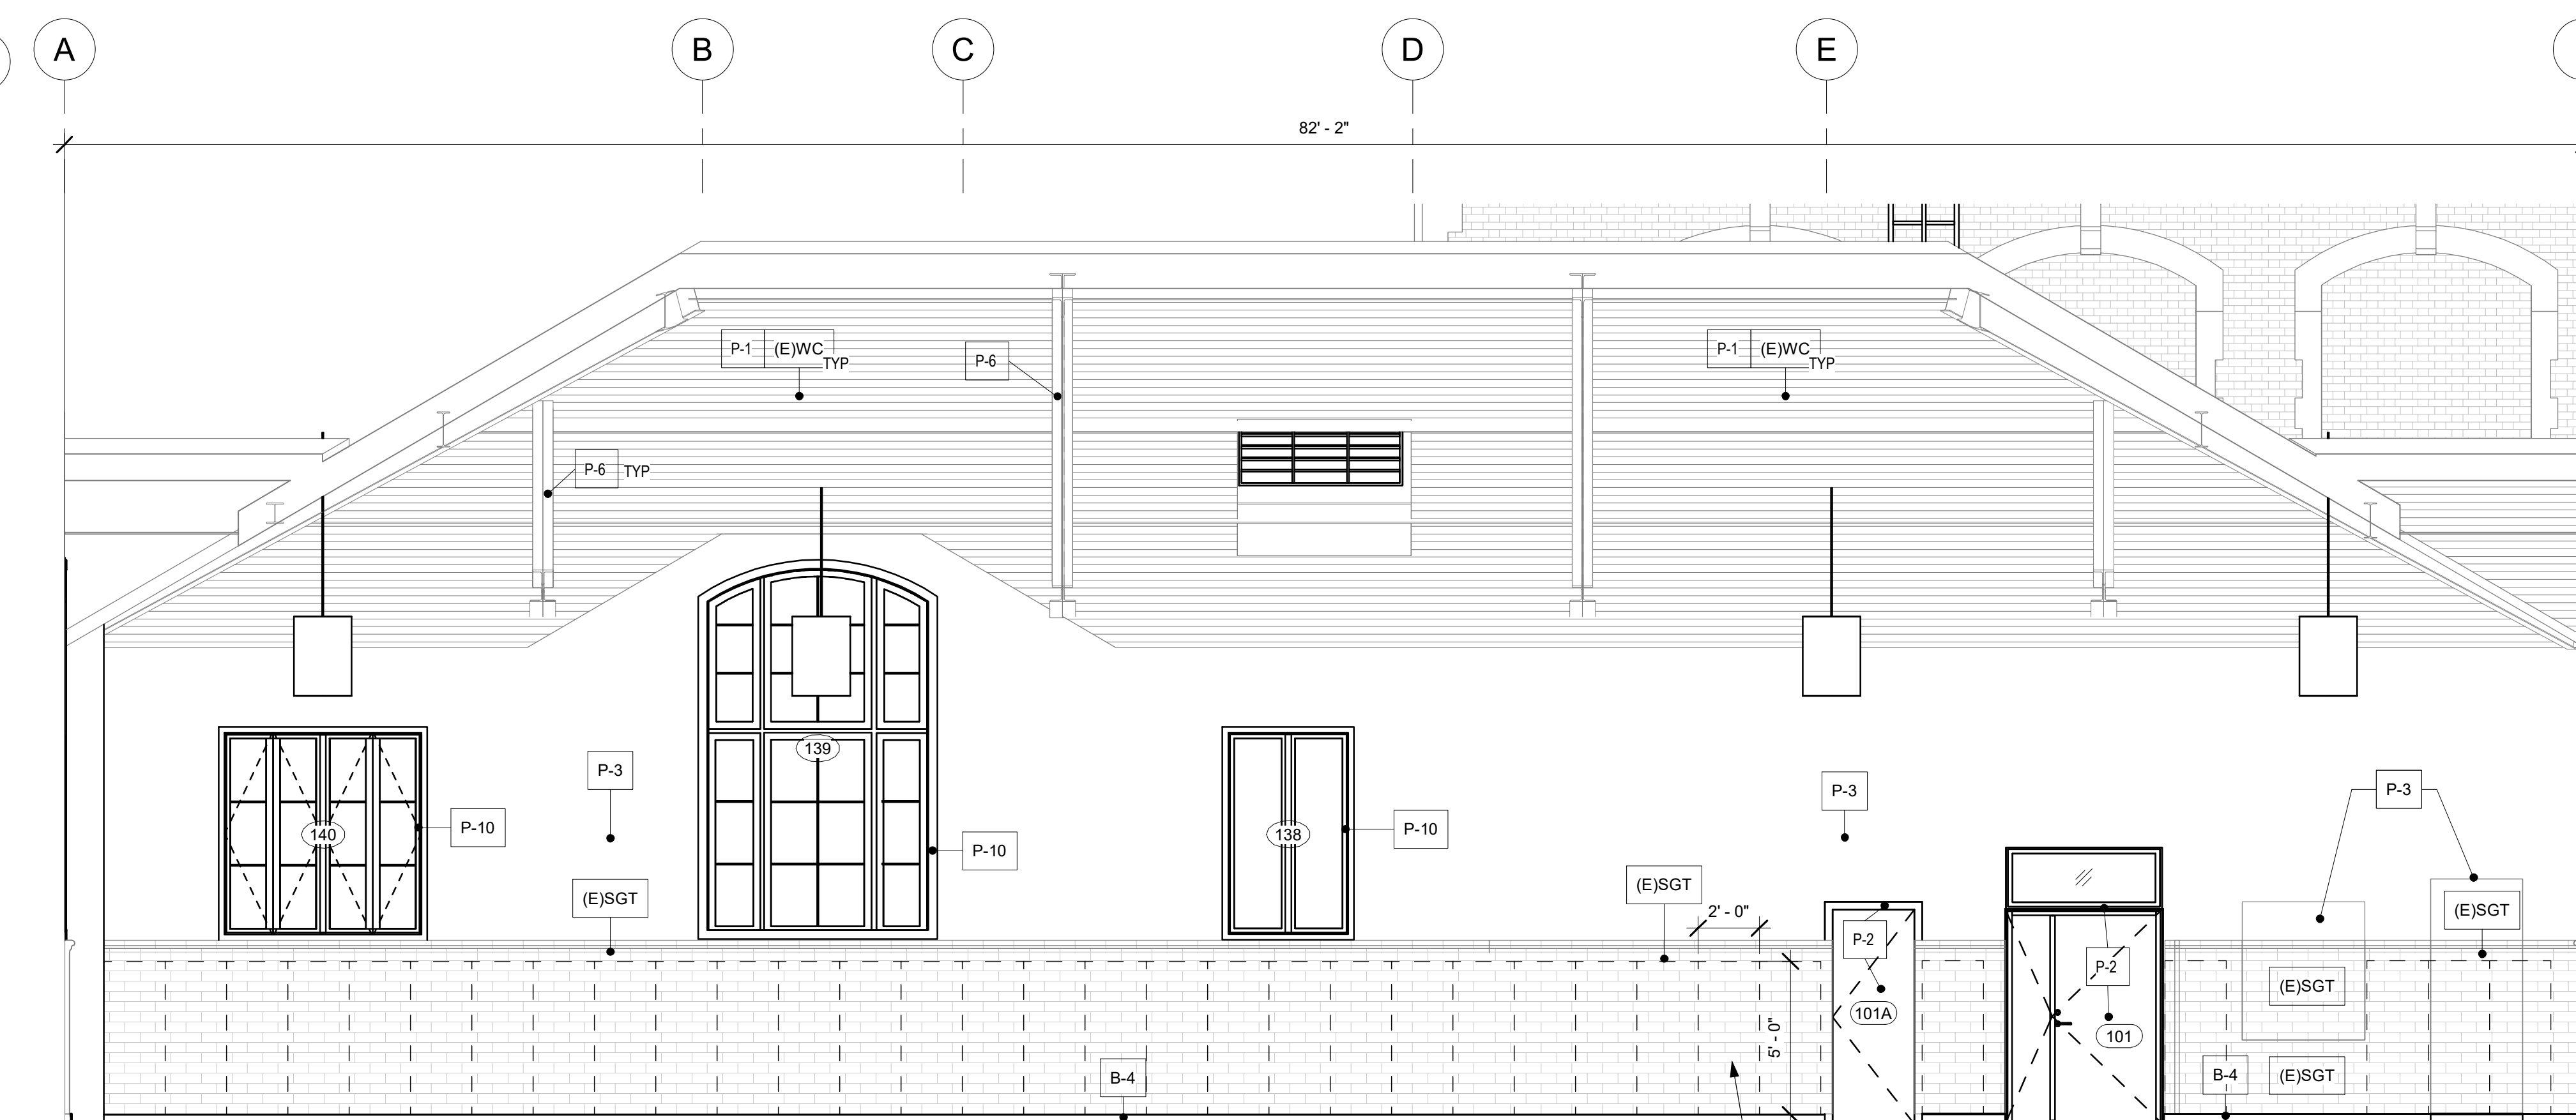 A
B
C
D
E
82' - 2"
P-1 (E)WC TYP
P-6
P-1 (E)WC TYP
P-6 TYP
139
P-3
P-3
P-3
140
P-10
138
P-10
P-10
(E)SGT
(E)SGT
2' - 0"
(E)SGT
P-2
P-2
(E)SGT
101A
101
5' - 0"
B-4
B-4
(E)SGT